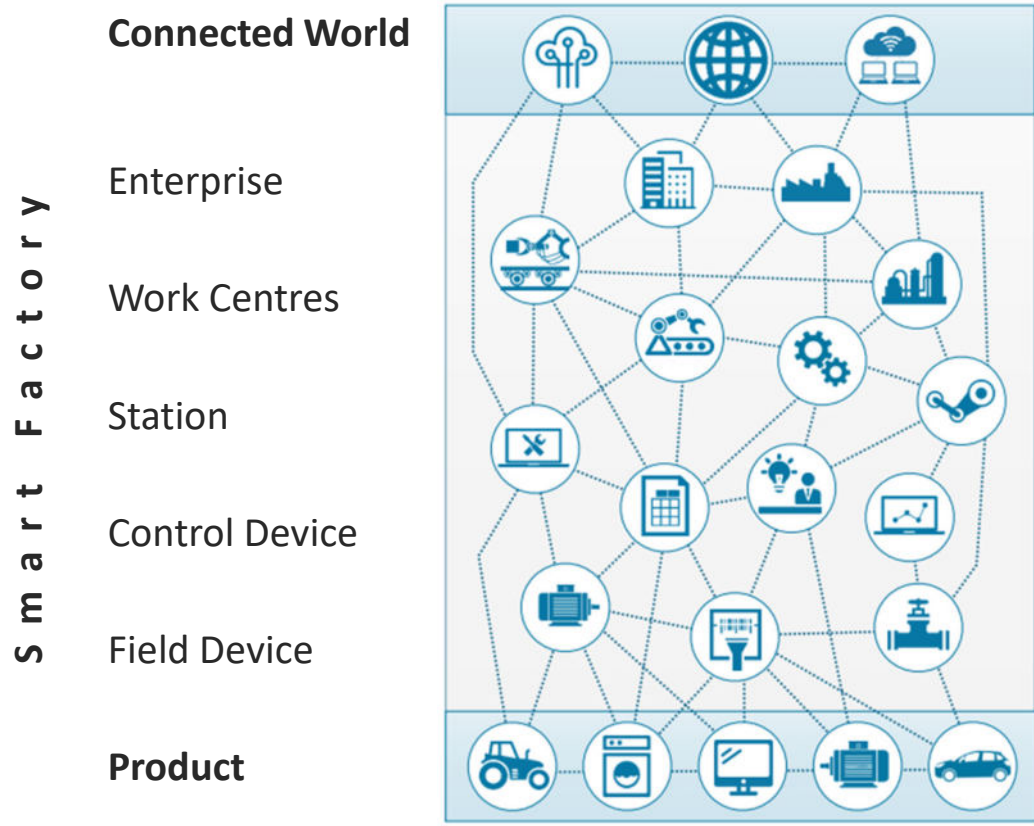 Connected World
Smart Factory
Enterprise
Work Centres
Station
Control Device
Field Device
Product